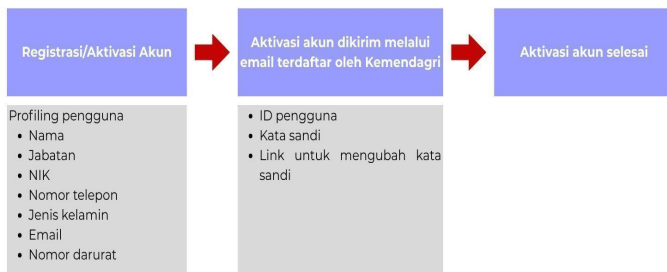 Registrasi/Aktivasi Akun
Aktivasi akun dikirim melalui
email terdaftar oleh Kemendagri
Aktivasi akun selesai
Profiling pengguna
• Nama
• Jabatan
• NIK
• Nomor telepon
• Jenis kelamin
• Email
• Nomor darurat
• ID pengguna
• Kata sandi
• Link untuk mengubah kata
sandi